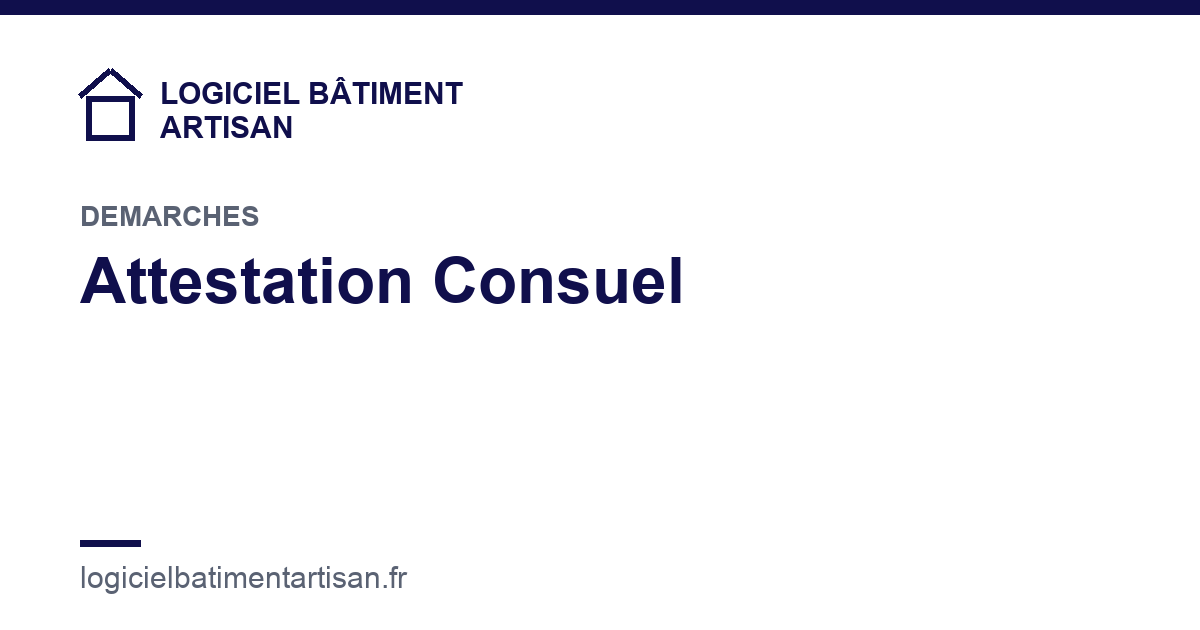 LOGICIEL BÂTIMENT
ARTISAN
DEMARCHES
Attestation Consuel
logicielbatimentartisan.fr